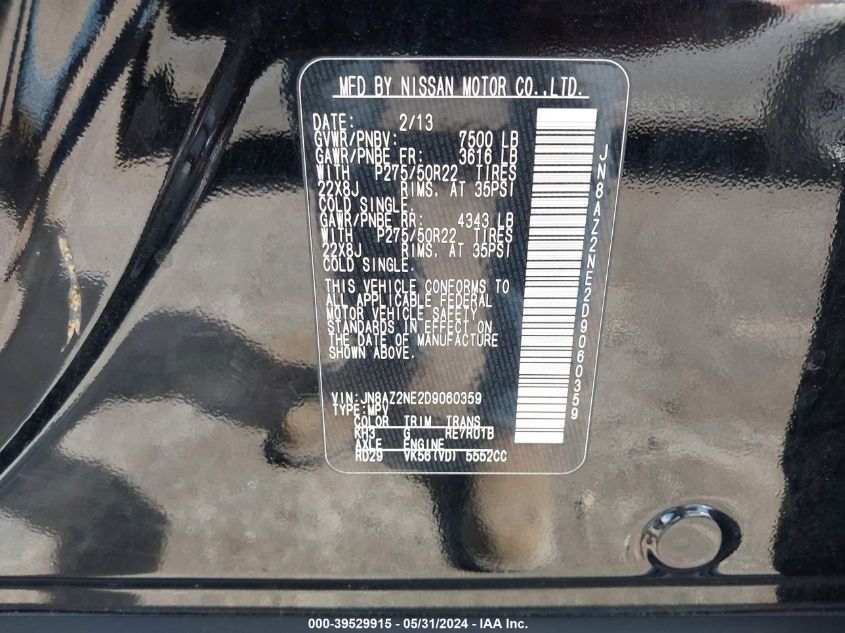 MFD BY NISSAN MOTOR CO.,LTD.
DATE: 2/13
GVWR/PNBV: 7500 LB
GAWR/PNBE FR: 3616 LB
WITH P275/50R22 TIRES
22X8J RIMS, AT 35PSI
COLD SINGLE.
GAWR/PNBE RR: 4343 LB
WITH P275/50R22 TIRES
22X8J RIMS, AT 35PSI
COLD SINGLE.
THIS VEHICLE CONFORMS TO
ALL APPLICABLE FEDERAL
MOTOR VEHICLE SAFETY
STANDARDS IN EFFECT ON
THE DATE OF MANUFACTURE
SHOWN ABOVE.
VIN:JN8AZ2NE2D9060359
TYPE:MPV
COLOR TRIM TRANS
KH3 G RE7R01B
AXLE ENGINE
RD29 VK56(VD) 5552CC
JN8AZ2NE2D9060359
000-39529915 - 05/31/2024 - IAA Inc.